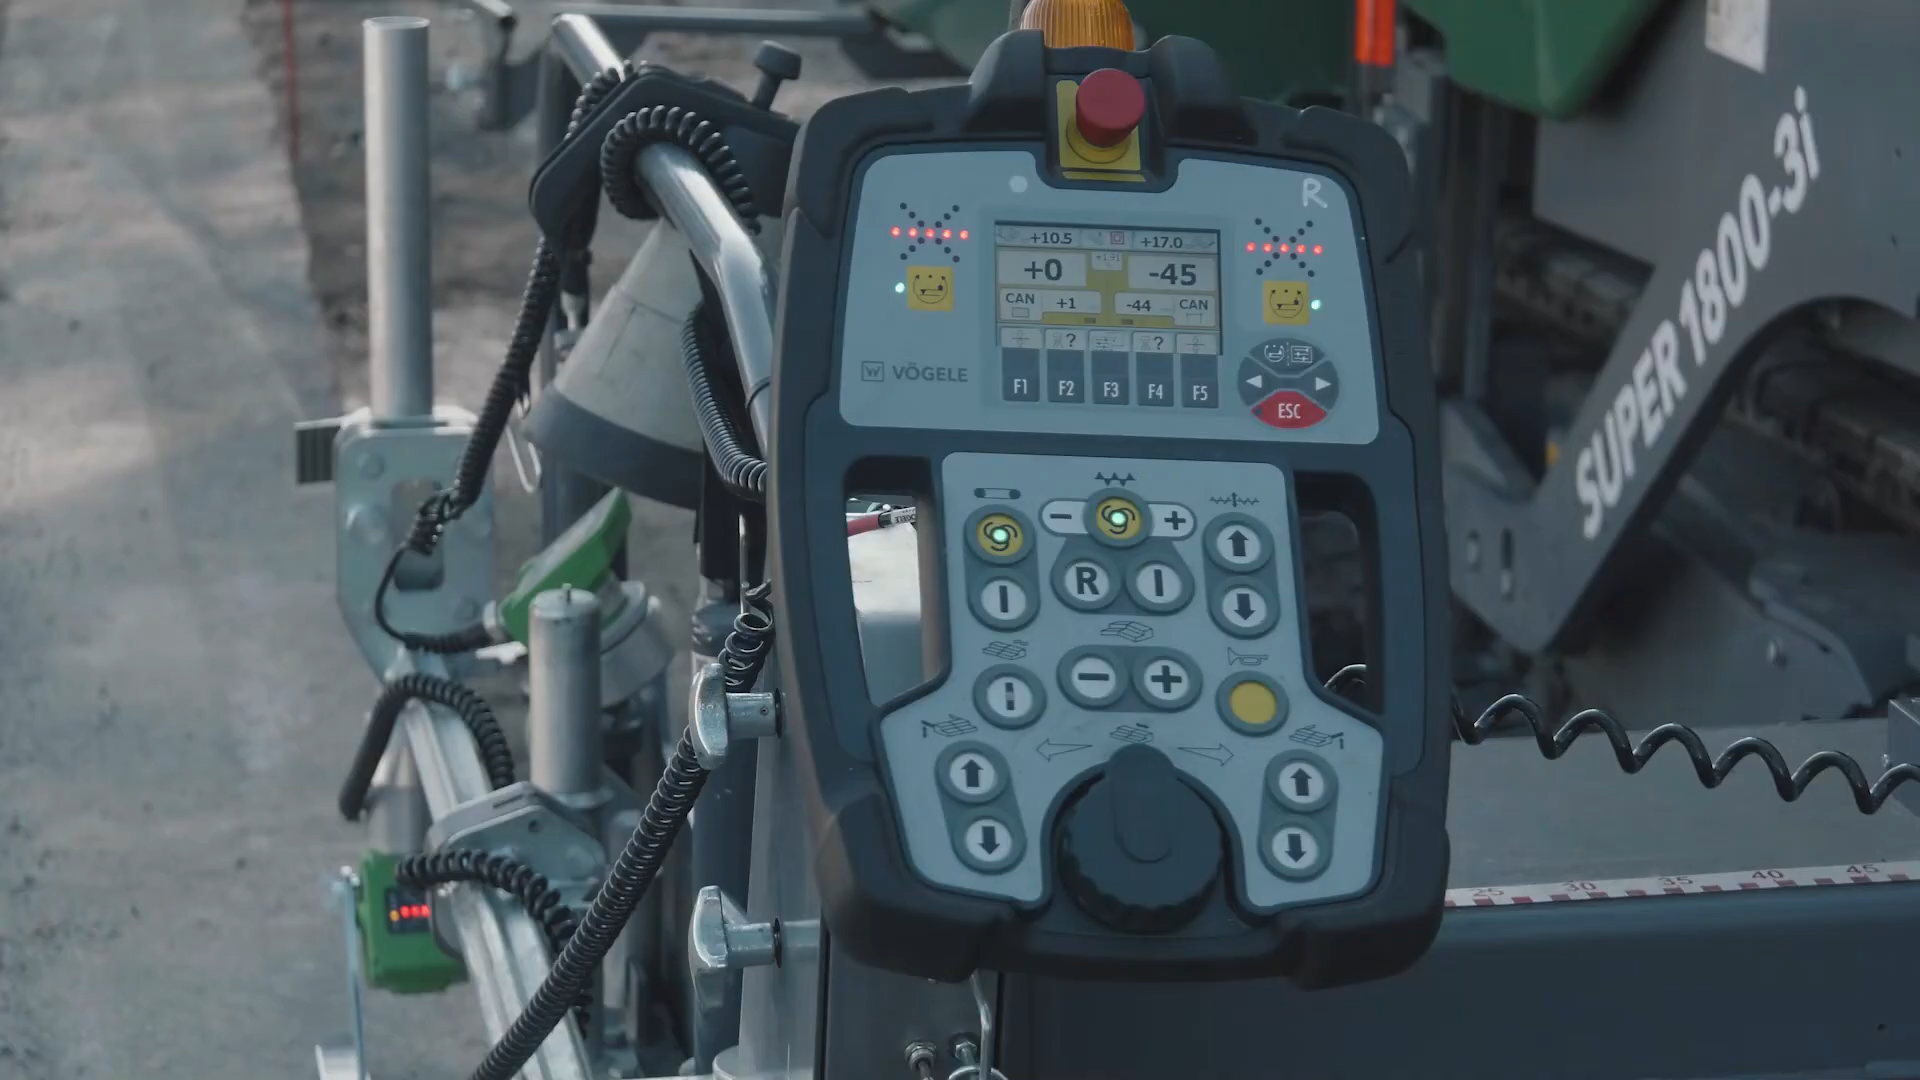 R
+10.5 +17.0
+0 -45
CAN +1 -44 CAN
? ?
F1 F2 F3 F4 F5
VÖGELE
ESC
SUPER 1800-3i
- +
I R I
- +
25 30 35 40 45